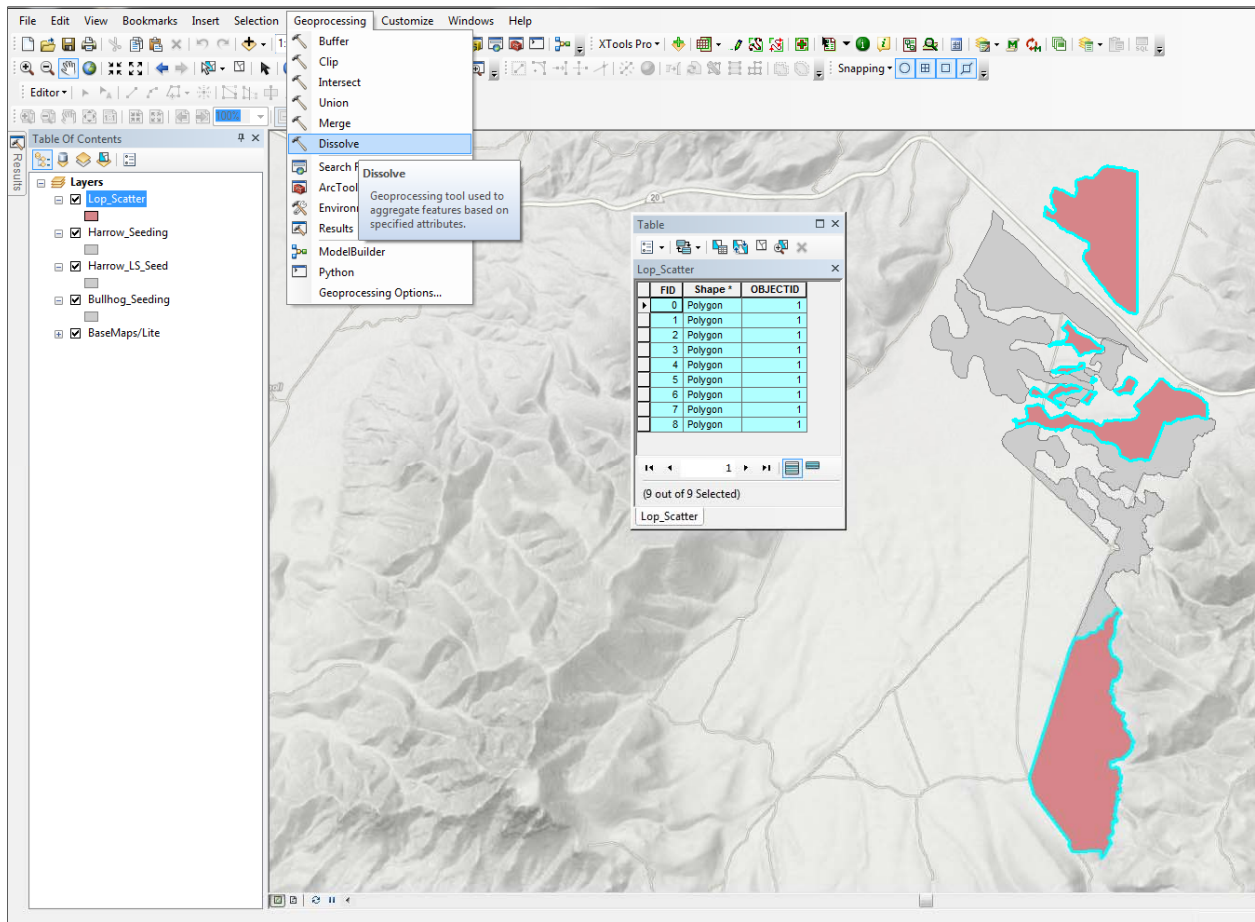 File Edit View Bookmarks Insert Selection Geoprocessing Customize Windows Help
XTools Pro
Snapping
Editor
100%
Buffer
Clip
Intersect
Union
Merge
Dissolve
Search
ArcTool
Environ
Results
ModelBuilder
Python
Geoprocessing Options...
Dissolve
Geoprocessing tool used to
aggregate features based on
specified attributes.
Results
Table Of Contents
Layers
Lop_Scatter
Harrow_Seeding
Harrow_LS_Seed
Bullhog_Seeding
BaseMaps/Lite
20
Table
Lop_Scatter
FID Shape * OBJECTID
0 Polygon 1
1 Polygon 1
2 Polygon 1
3 Polygon 1
4 Polygon 1
5 Polygon 1
6 Polygon 1
7 Polygon 1
8 Polygon 1
1
(9 out of 9 Selected)
Lop_Scatter